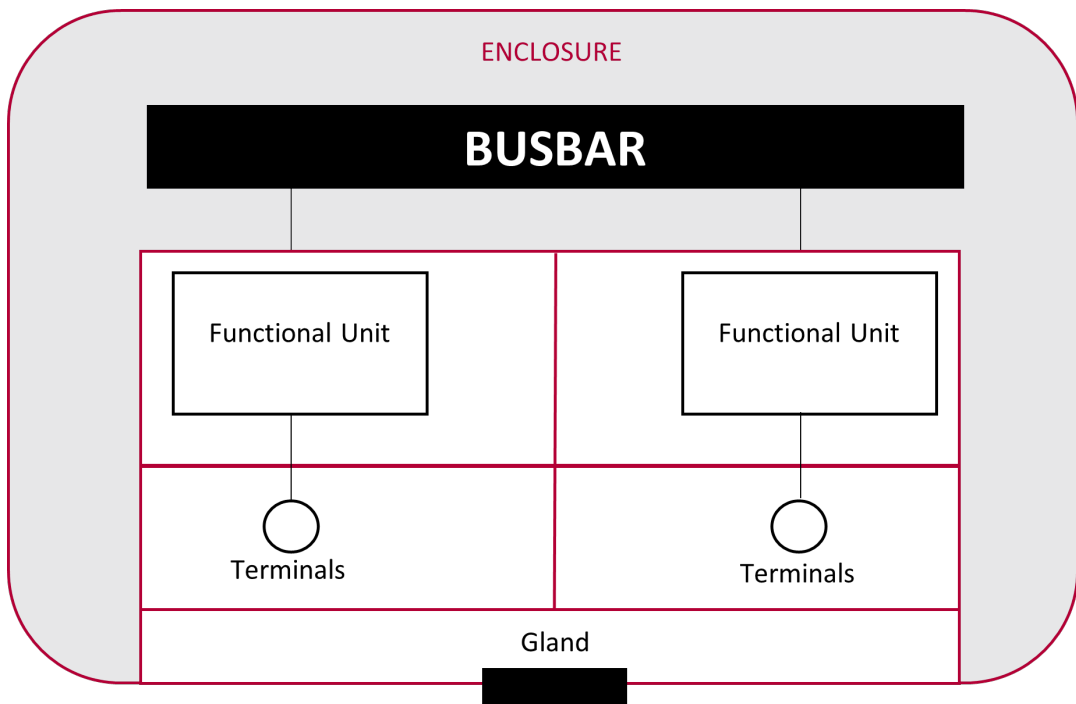 ENCLOSURE
BUSBAR
Functional Unit
Functional Unit
Terminals
Terminals
Gland